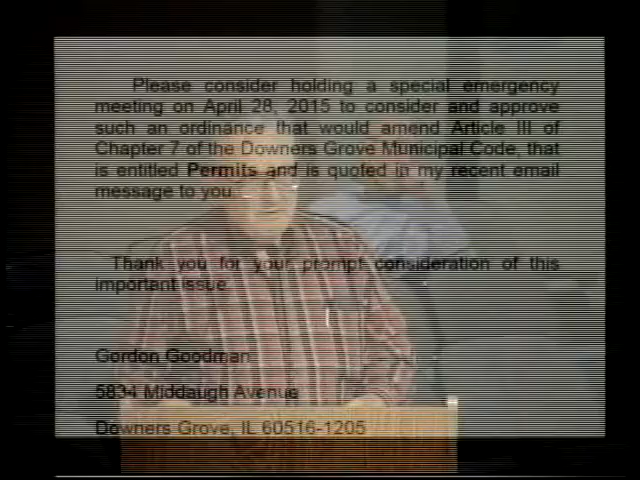 Please consider holding a special emergency
meeting on April 28, 2015 to consider and approve
such an ordinance that would amend Article III of
Chapter 7 of the Downers Grove Municipal Code, that
is entitled Permits and is quoted in my recent email
message to you.
Thank you for your prompt consideration of this
important issue.
Gordon Goodman
5834 Middaugh Avenue
Downers Grove, IL 60516-1205